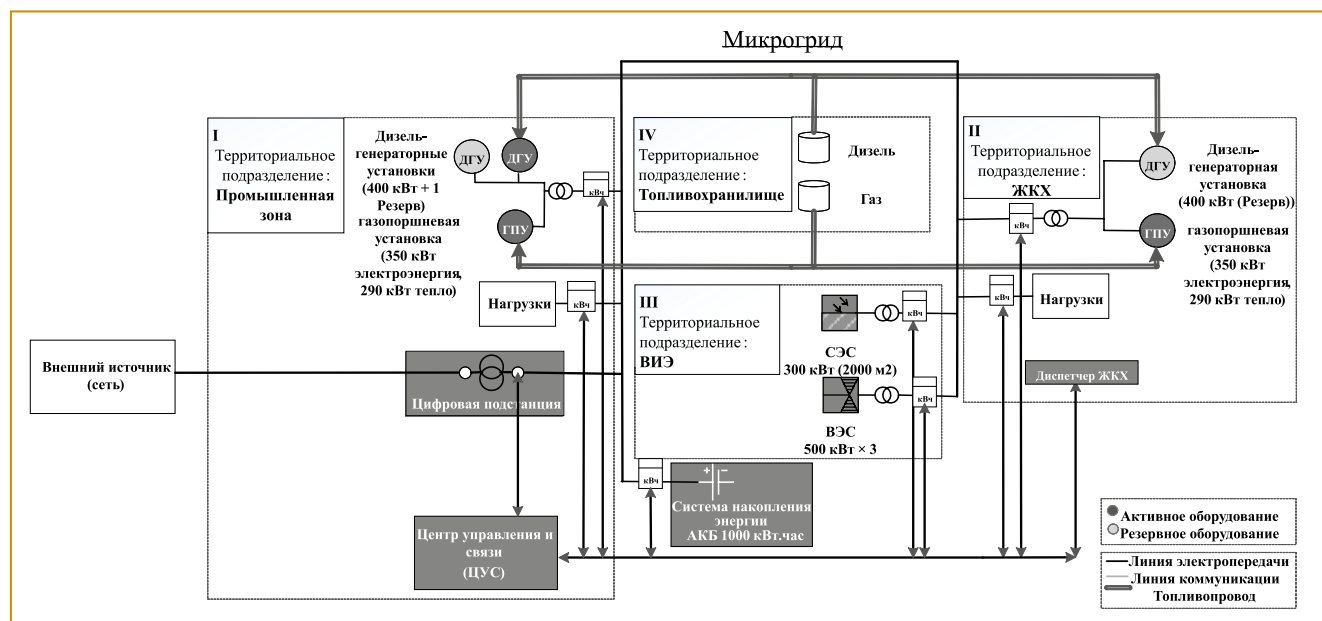 Микрогрид
I
Территориальное
подразделение:
Промышленная
зона
Дизель-
генераторные
установки
(400 кВт + 1
Резерв)
газопоршневая
установка
(350 кВт
электроэнергия,
290 кВт тепло)
ДГУ
ДГУ
ГПУ
кВч
Нагрузки
кВч
IV
Территориальное
подразделение:
Топливохранилище
Дизель
Газ
II
Территориальное
подразделение:
ЖКХ
ДГУ
ГПУ
кВч
Дизель-
генераторная
установка
(400 кВт (Резерв))
газопоршневая
установка
(350 кВт
электроэнергия,
290 кВт тепло)
кВч
Нагрузки
III
Территориальное
подразделение:
ВИЭ
кВч
СЭС
300 кВт (2000 м2)
кВч
ВЭС
500 кВт × 3
Внешний источник
(сеть)
Цифровая подстанция
Диспетчер ЖКХ
кВч
+ −
Система накопления
энергии
АКБ 1000 кВт.час
Центр управления и
связи
(ЦУС)
Активное оборудование
Резервное оборудование
Линия электропередачи
Линия коммуникации
Топливопровод